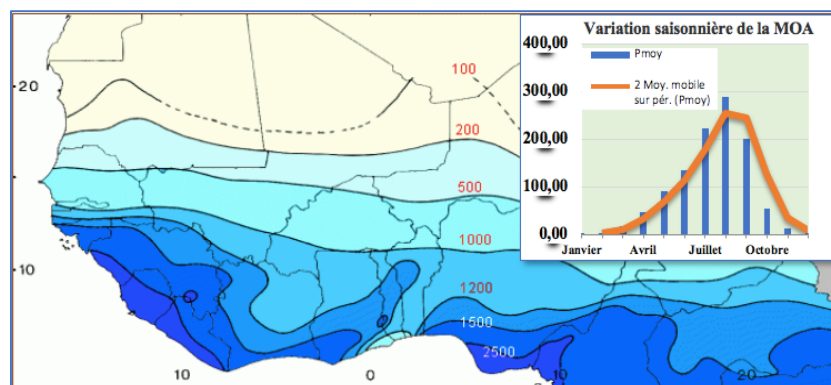 Variation saisonnière de la MOA
400,00
Pmoy
300,00
2 Moy. mobile
sur pér. (Pmoy)
200,00
100,00
0,00
Janvier Avril Juillet Octobre
100
20
200
500
1000
10
1200
1500
2500
10 0 10 20